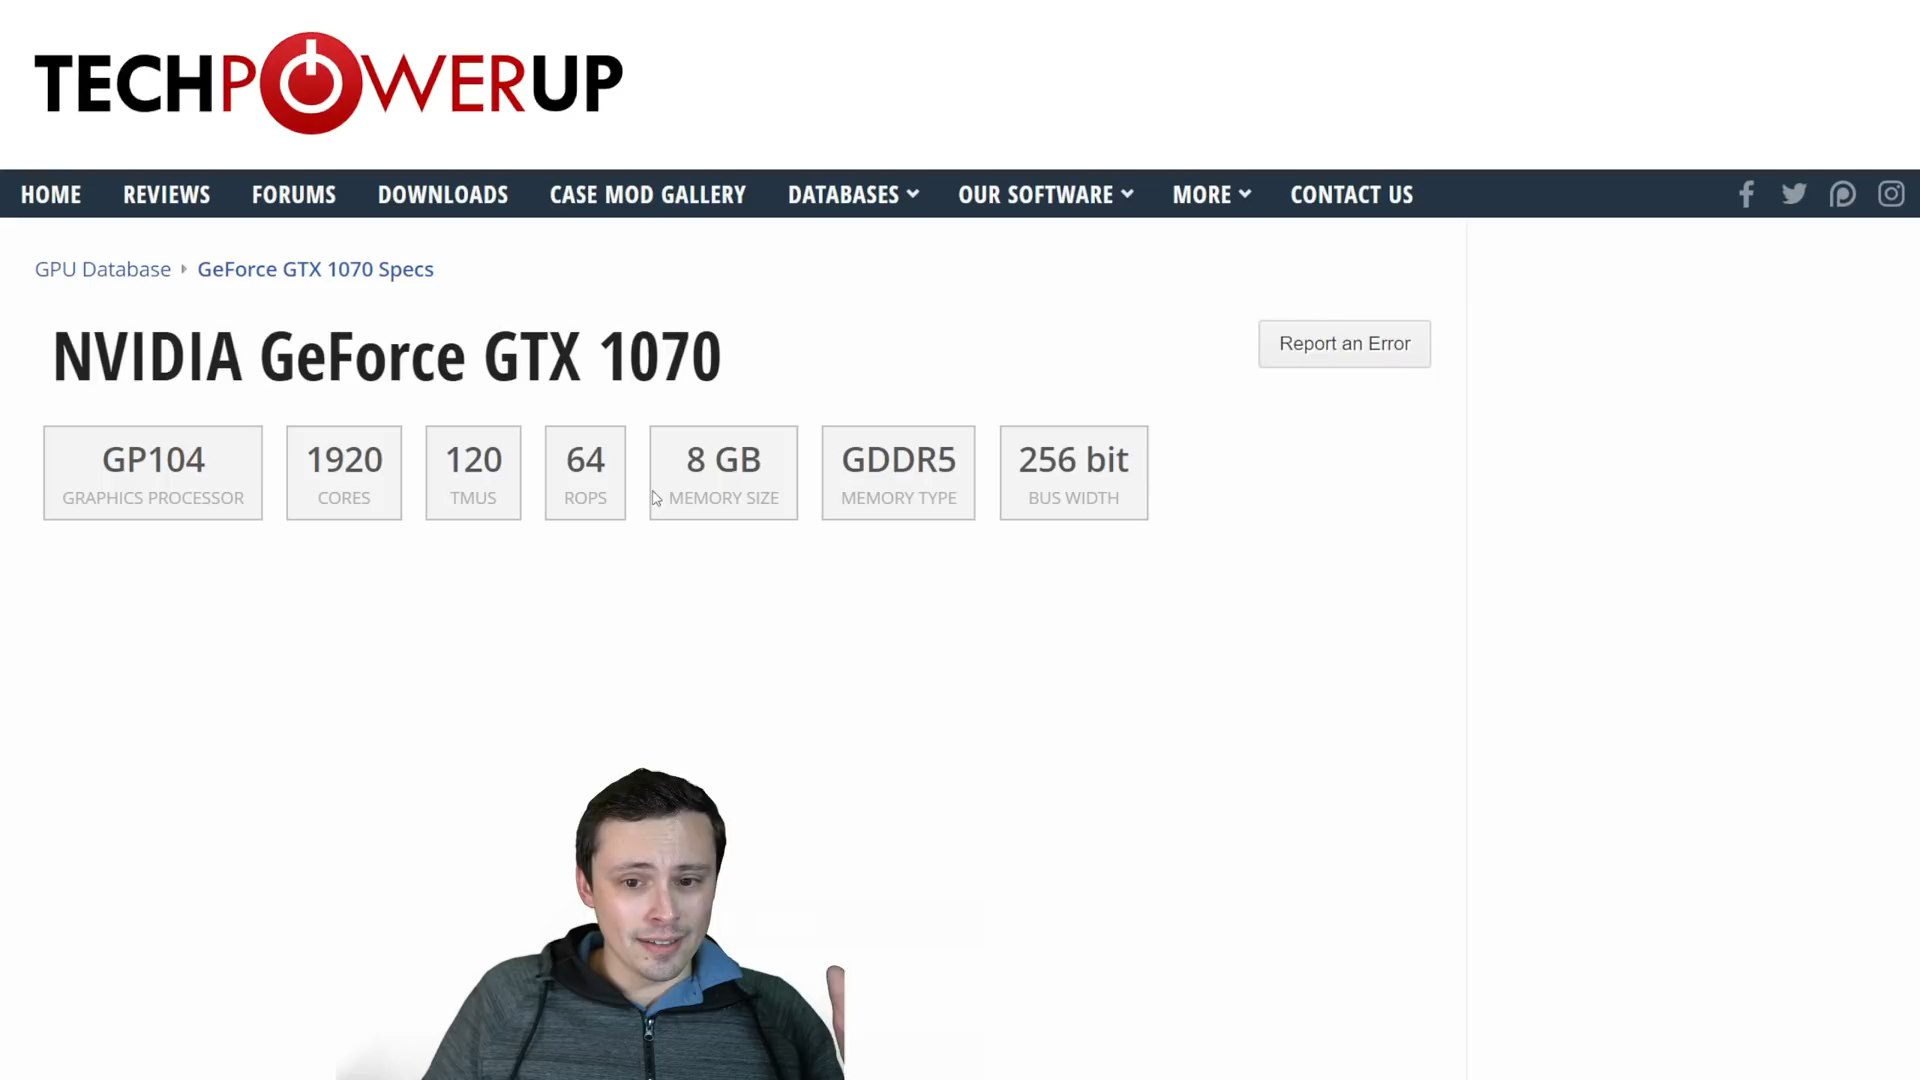 TECHPOWERUP
HOME REVIEWS FORUMS DOWNLOADS CASE MOD GALLERY DATABASES OUR SOFTWARE MORE CONTACT US
GPU Database GeForce GTX 1070 Specs
NVIDIA GeForce GTX 1070
Report an Error
GP104 1920 120 64 8 GB GDDR5 256 bit
GRAPHICS PROCESSOR CORES TMUS ROPS MEMORY SIZE MEMORY TYPE BUS WIDTH